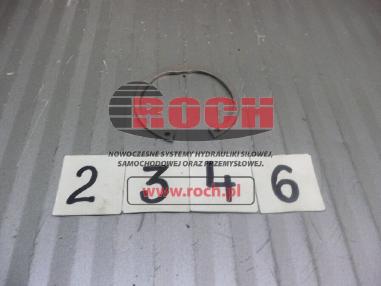 ROCH
NOWOCZESNE SYSTEMY HYDRAULIKI SIŁOWEJ,
SAMOCHODOWEJ ORAZ PRZEMYSŁOWEJ.
www.roch.pl
2 3 4 6